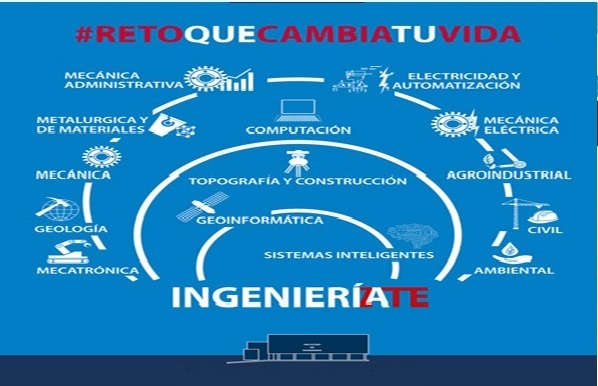 #RETOQUECAMBIATUVIDA
MECÁNICA
ADMINISTRATIVA
ELECTRICIDAD Y
AUTOMATIZACIÓN
METALURGICA Y
DE MATERIALES
COMPUTACIÓN
MECÁNICA
ELÉCTRICA
MECÁNICA
TOPOGRAFÍA Y CONSTRUCCIÓN
AGROINDUSTRIAL
GEOLOGÍA
GEOINFORMÁTICA
CIVIL
MECATRÓNICA
SISTEMAS INTELIGENTES
AMBIENTAL
INGENIERÍAZTE